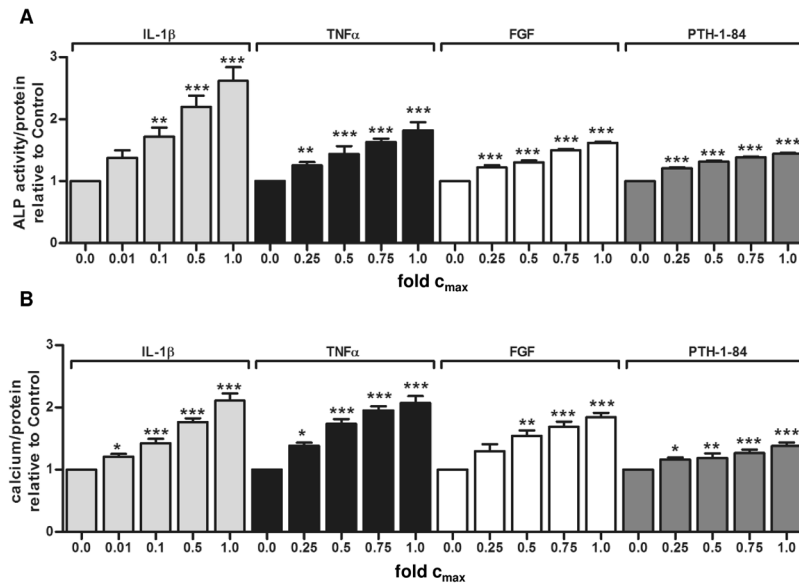 A
IL-1β TNFα FGF PTH-1-84
ALP activity/protein
relative to Control
3
2
1
0
** *** ***
** *** *** ***
*** *** *** ***
*** *** *** ***
0.0 0.01 0.1 0.5 1.0 0.0 0.25 0.5 0.75 1.0 0.0 0.25 0.5 0.75 1.0 0.0 0.25 0.5 0.75 1.0
fold cmax
B
IL-1β TNFα FGF PTH-1-84
calcium/protein
relative to Control
3
2
1
0
* *** *** ***
* *** *** ***
** *** ***
* ** *** ***
0.0 0.01 0.1 0.5 1.0 0.0 0.25 0.5 0.75 1.0 0.0 0.25 0.5 0.75 1.0 0.0 0.25 0.5 0.75 1.0
fold cmax